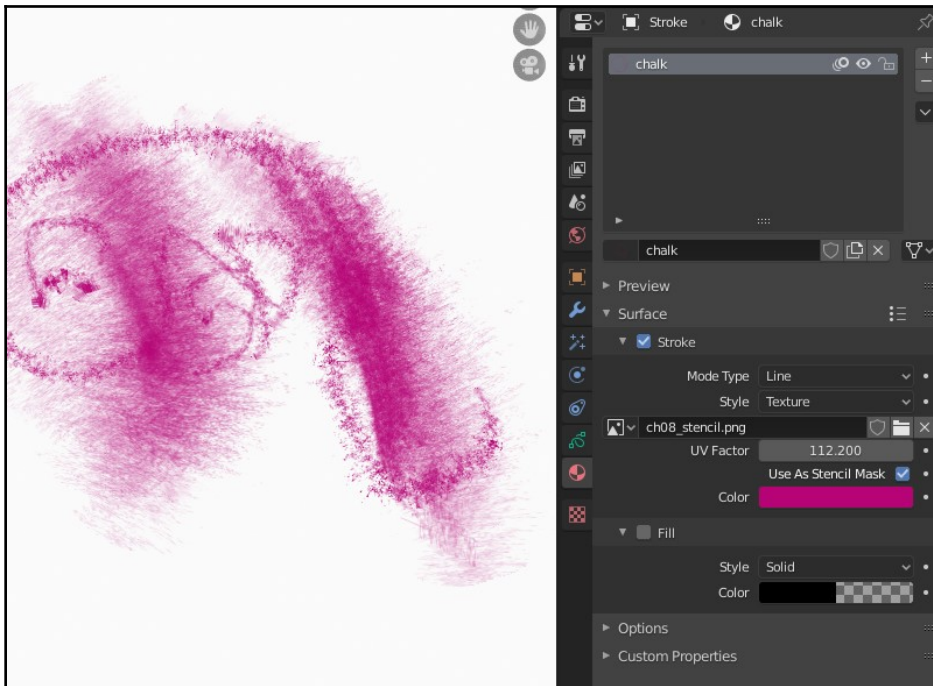 Stroke chalk
chalk
chalk
Preview
Surface
Stroke
Mode Type Line
Style Texture
ch08_stencil.png
UV Factor 112.200
Use As Stencil Mask
Color
Fill
Style Solid
Color
Options
Custom Properties